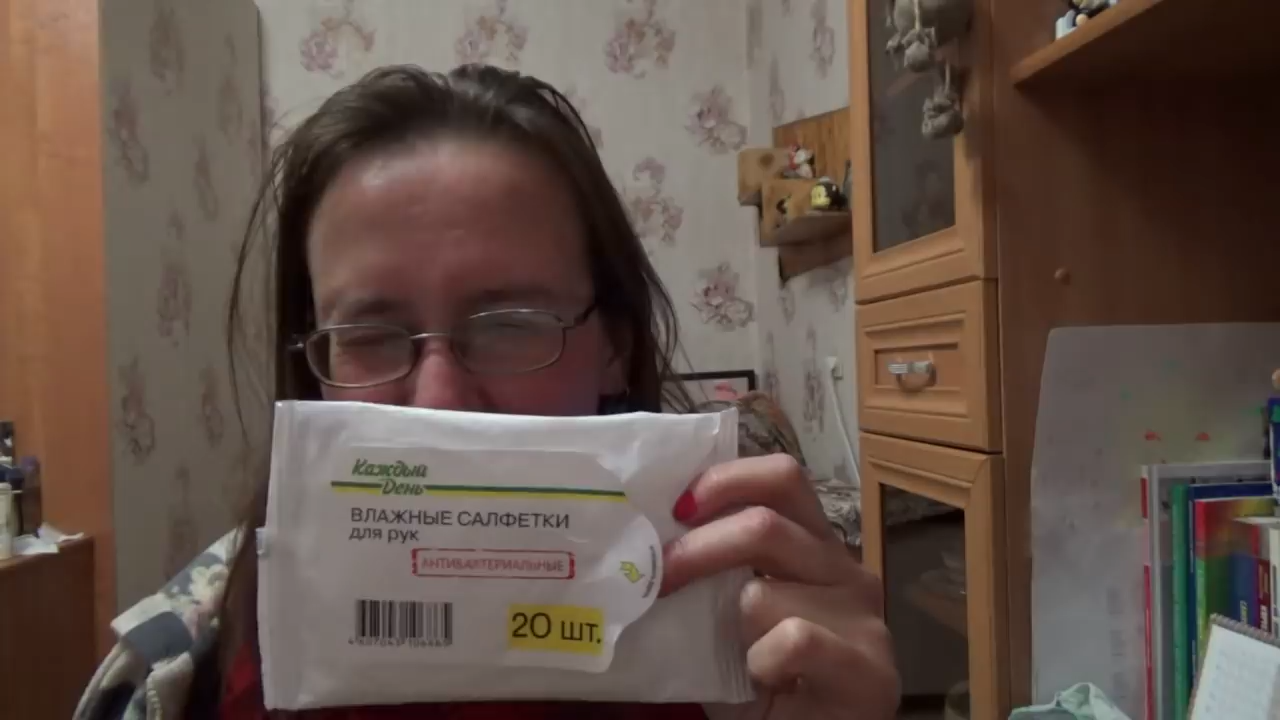 Каждый
День
ВЛАЖНЫЕ САЛФЕТКИ
для рук
АНТИБАКТЕРИАЛЬНЫЕ
20 шт.